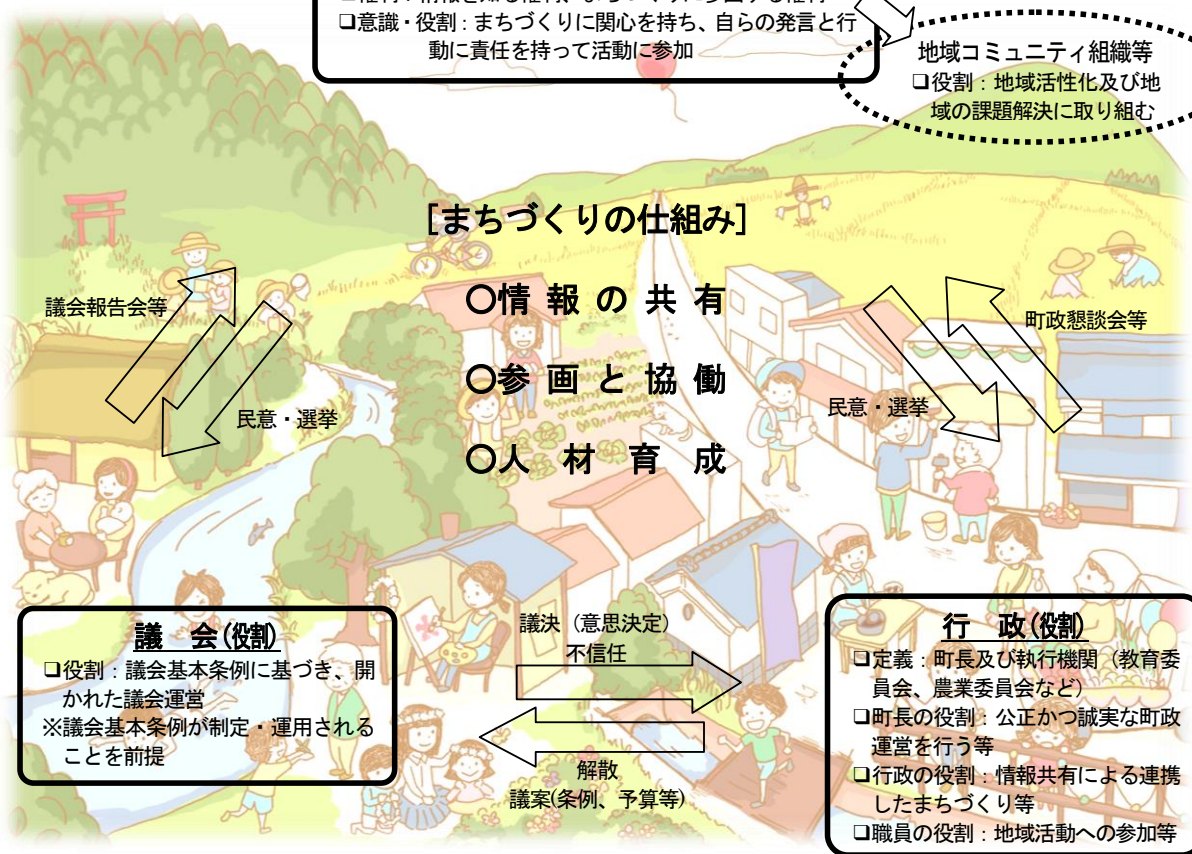 □意識・役割：まちづくりに関心を持ち、自らの発言と行
動に責任を持って活動に参加
地域コミュニティ組織等
□役割：地域活性化及び地
域の課題解決に取り組む
［まちづくりの仕組み］
○情報の共有
○参画と協働
○人材育成
議会報告会等
民意・選挙
町政懇談会等
民意・選挙
議会(役割)
□役割：議会基本条例に基づき、開
かれた議会運営
※議会基本条例が制定・運用される
ことを前提
議決（意思決定）
不信任
解散
議案(条例、予算等)
行政(役割)
□定義：町長及び執行機関（教育委
員会、農業委員会など）
□町長の役割：公正かつ誠実な町政
運営を行う等
□行政の役割：情報共有による連携
したまちづくり等
□職員の役割：地域活動への参加等